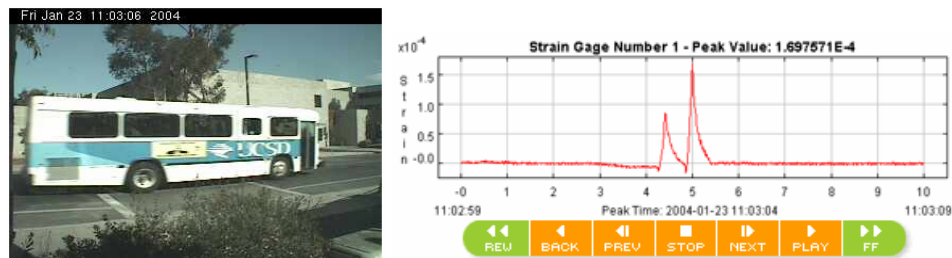 Fri Jan 23 11:03:06 2004
UCSD
Strain Gage Number 1 - Peak Value: 1.697571E-4
x10-4
Strain
1.5
1.0
0.5
-0.0
-0 1 2 3 4 5 6 7 8 9 10
11:02:59 Peak Time: 2004-01-23 11:03:04 11:03:09
REW BACK PREV STOP NEXT PLAY FF